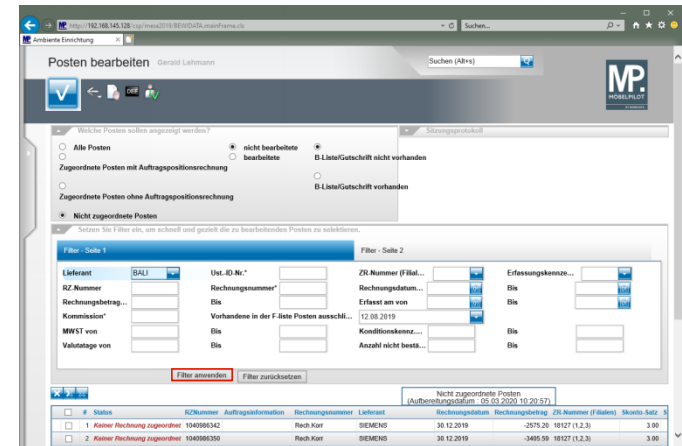 http://192.168.145.128/ccp/mesa2019/BEWDATA.mainFrame.cls
Suchen...
Ambiente Einrichtung
Posten bearbeiten Gerald Lehmann
Suchen (Alt+s)
MP.
MÖBELPILOT
Welche Posten sollen angezeigt werden?
Sitzungsprotokoll
Alle Posten
nicht bearbeitete
bearbeitete
B-Liste/Gutschrift nicht vorhanden
Zugeordnete Posten mit Auftragspositionsrechnung
B-Liste/Gutschrift vorhanden
Zugeordnete Posten ohne Auftragspositionsrechnung
Nicht zugeordnete Posten
Setzen Sie Filter ein, um schnell und gezielt die zu bearbeitenden Posten zu selektieren.
Filter - Seite 1
Filter - Seite 2
Lieferant BALI Ust.-ID-Nr.* ZR-Nummer (Filial... Erfassungskennze...
RZ-Nummer Rechnungsnummer* Rechnungsdatum... Bis
Rechnungsbetrag... Bis Erfasst am von Bis
Kommission* Vorhandene in der F-liste Posten ausschli... 12.08.2019
MWST von Bis Konditionskennz.... Bis
Valutatage von Bis Anzahl nicht bestä... Bis
Filter anwenden Filter zurücksetzen
Nicht zugeordnete Posten
(Aufbereitungsdatum : 05.03.2020 10:20:57)
# Status RZNummer Auftragsinformation Rechnungsnummer Lieferant Rechnungsdatum Rechnungsbetrag ZR-Nummer (Filialen) Skonto-Satz S
1 Keiner Rechnung zugeordnet 1040986342 Rech.Korr SIEMENS 30.12.2019 -2575.20 18127 (1,2,3) 3.00
2 Keiner Rechnung zugeordnet 1040986350 Rech.Korr SIEMENS 30.12.2019 -3485.59 18127 (1,2,3) 3.00